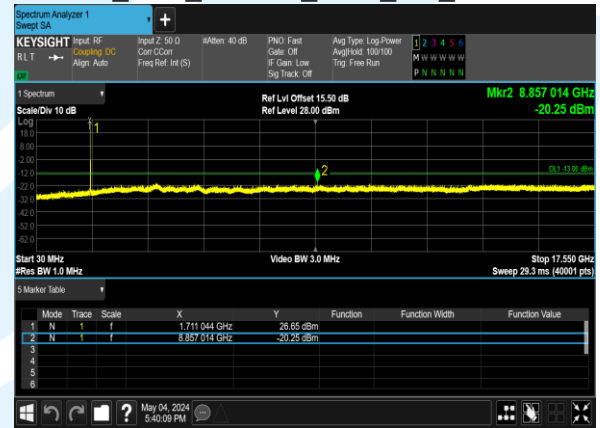 Spectrum Analyzer 1
Swept SA
+
KEYSIGHT Input: RF Input Z: 50 Ω #Atten: 40 dB PNO: Fast Avg Type: Log-Power 1 2 3 4 5 6
RLT Coupling: DC Corr CCorr Gate: Off Avg|Hold: 100/100 M W W W W W
Align: Auto Freq Ref: Int (S) IF Gain: Low Trig: Free Run
LV Sig Track: Off P N N N N N
1 Spectrum Ref Lvl Offset 15.50 dB Mkr2 8.857 014 GHz
Scale/Div 10 dB Ref Level 28.00 dBm -20.25 dBm
Log
18.0 1
8.00
-2.00
-12.0 2 DL1 -13.00 dBm
-22.0
-32.0
-42.0
-52.0
-62.0
Start 30 MHz Video BW 3.0 MHz Stop 17.550 GHz
#Res BW 1.0 MHz Sweep 29.3 ms (40001 pts)
5 Marker Table
Mode Trace Scale X Y Function Function Width Function Value
1 N 1 f 1.711 044 GHz 26.65 dBm
2 N 1 f 8.857 014 GHz -20.25 dBm
3
4
5
6
? May 04, 2024
5:40:09 PM